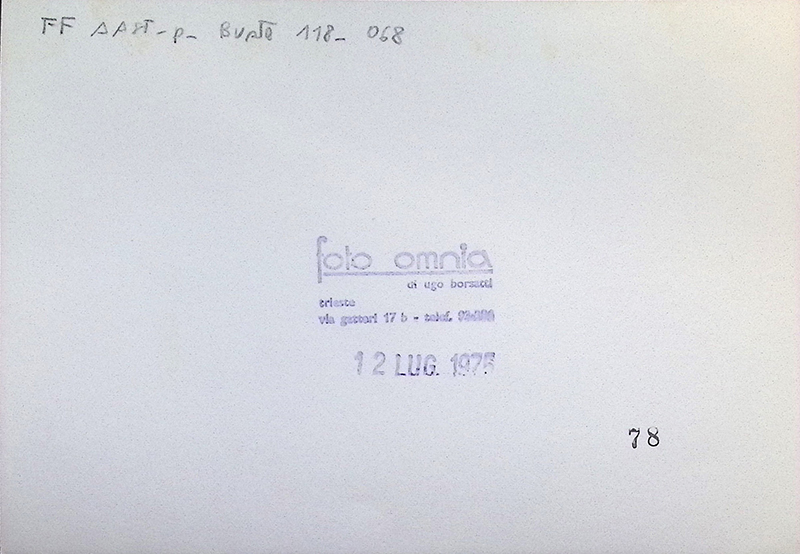 FF AAST-p- Buste 118- 068
foto omnia
di ugo borsatti
trieste
via gatteri 17 b - telef.
12 LUG. 1975
78